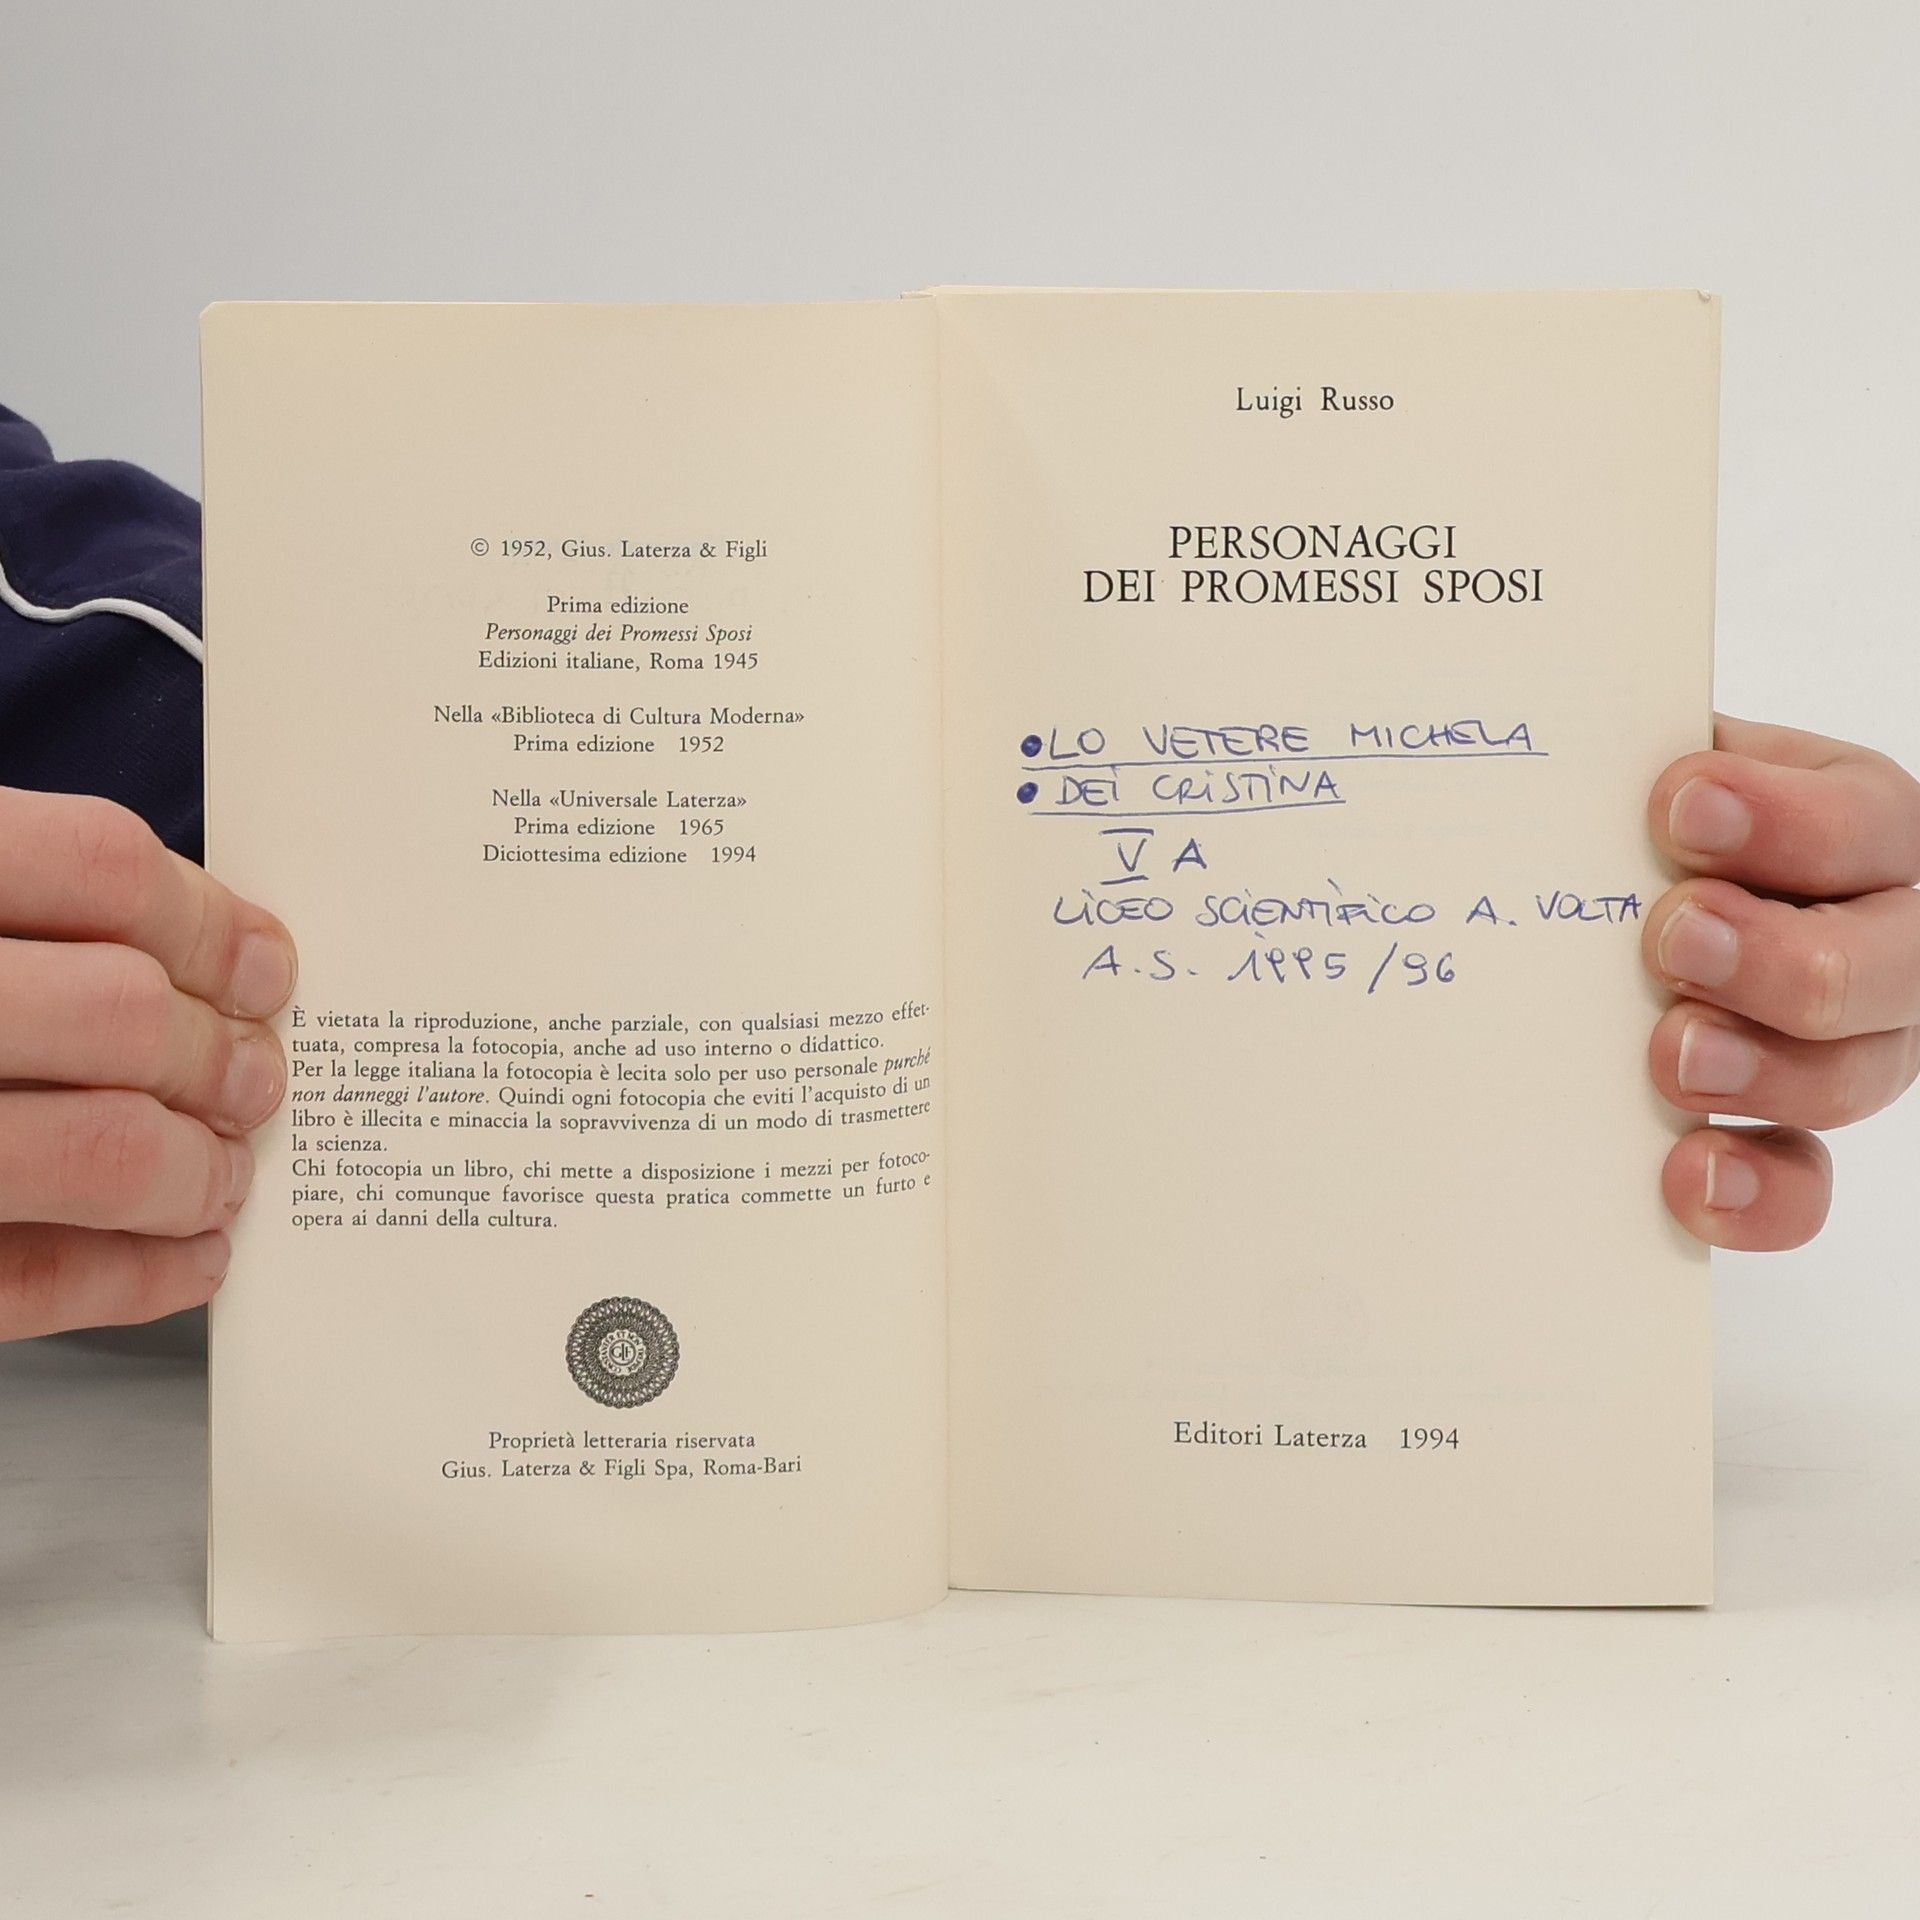 © 1952, Gius. Laterza & Figli
Prima edizione
Personaggi dei Promessi Sposi
Edizioni italiane, Roma 1945
Nella «Biblioteca di Cultura Moderna»
Prima edizione 1952
Nella «Universale Laterza»
Prima edizione 1965
Diciottesima edizione 1994
È vietata la riproduzione, anche parziale, con qualsiasi mezzo effet-
tuata, compresa la fotocopia, anche ad uso interno o didattico.
Per la legge italiana la fotocopia è lecita solo per uso personale purché
non danneggi l'autore. Quindi ogni fotocopia che eviti l'acquisto di un
libro è illecita e minaccia la sopravvivenza di un modo di trasmettere
la scienza.
Chi fotocopia un libro, chi mette a disposizione i mezzi per fotoco-
piare, chi comunque favorisce questa pratica commette un furto e
opera ai danni della cultura.
Proprietà letteraria riservata
Gius. Laterza & Figli Spa, Roma-Bari
Luigi Russo
PERSONAGGI
DEI PROMESSI SPOSI
• LO VETERE MICHELA
• DEI CRISTINA
V A
LICEO SCIENTIFICO A. VOLTA
A.S. 1995/96
Editori Laterza 1994